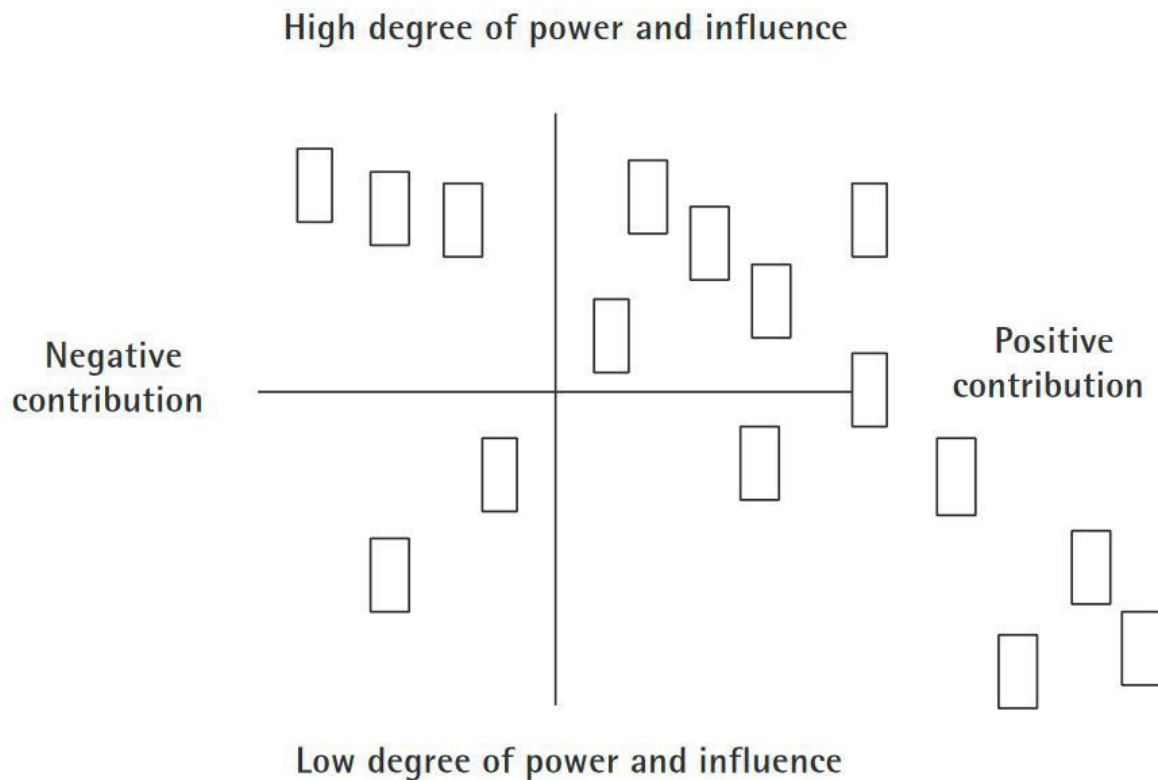 High degree of power and influence
Negative
contribution
Positive
contribution
Low degree of power and influence